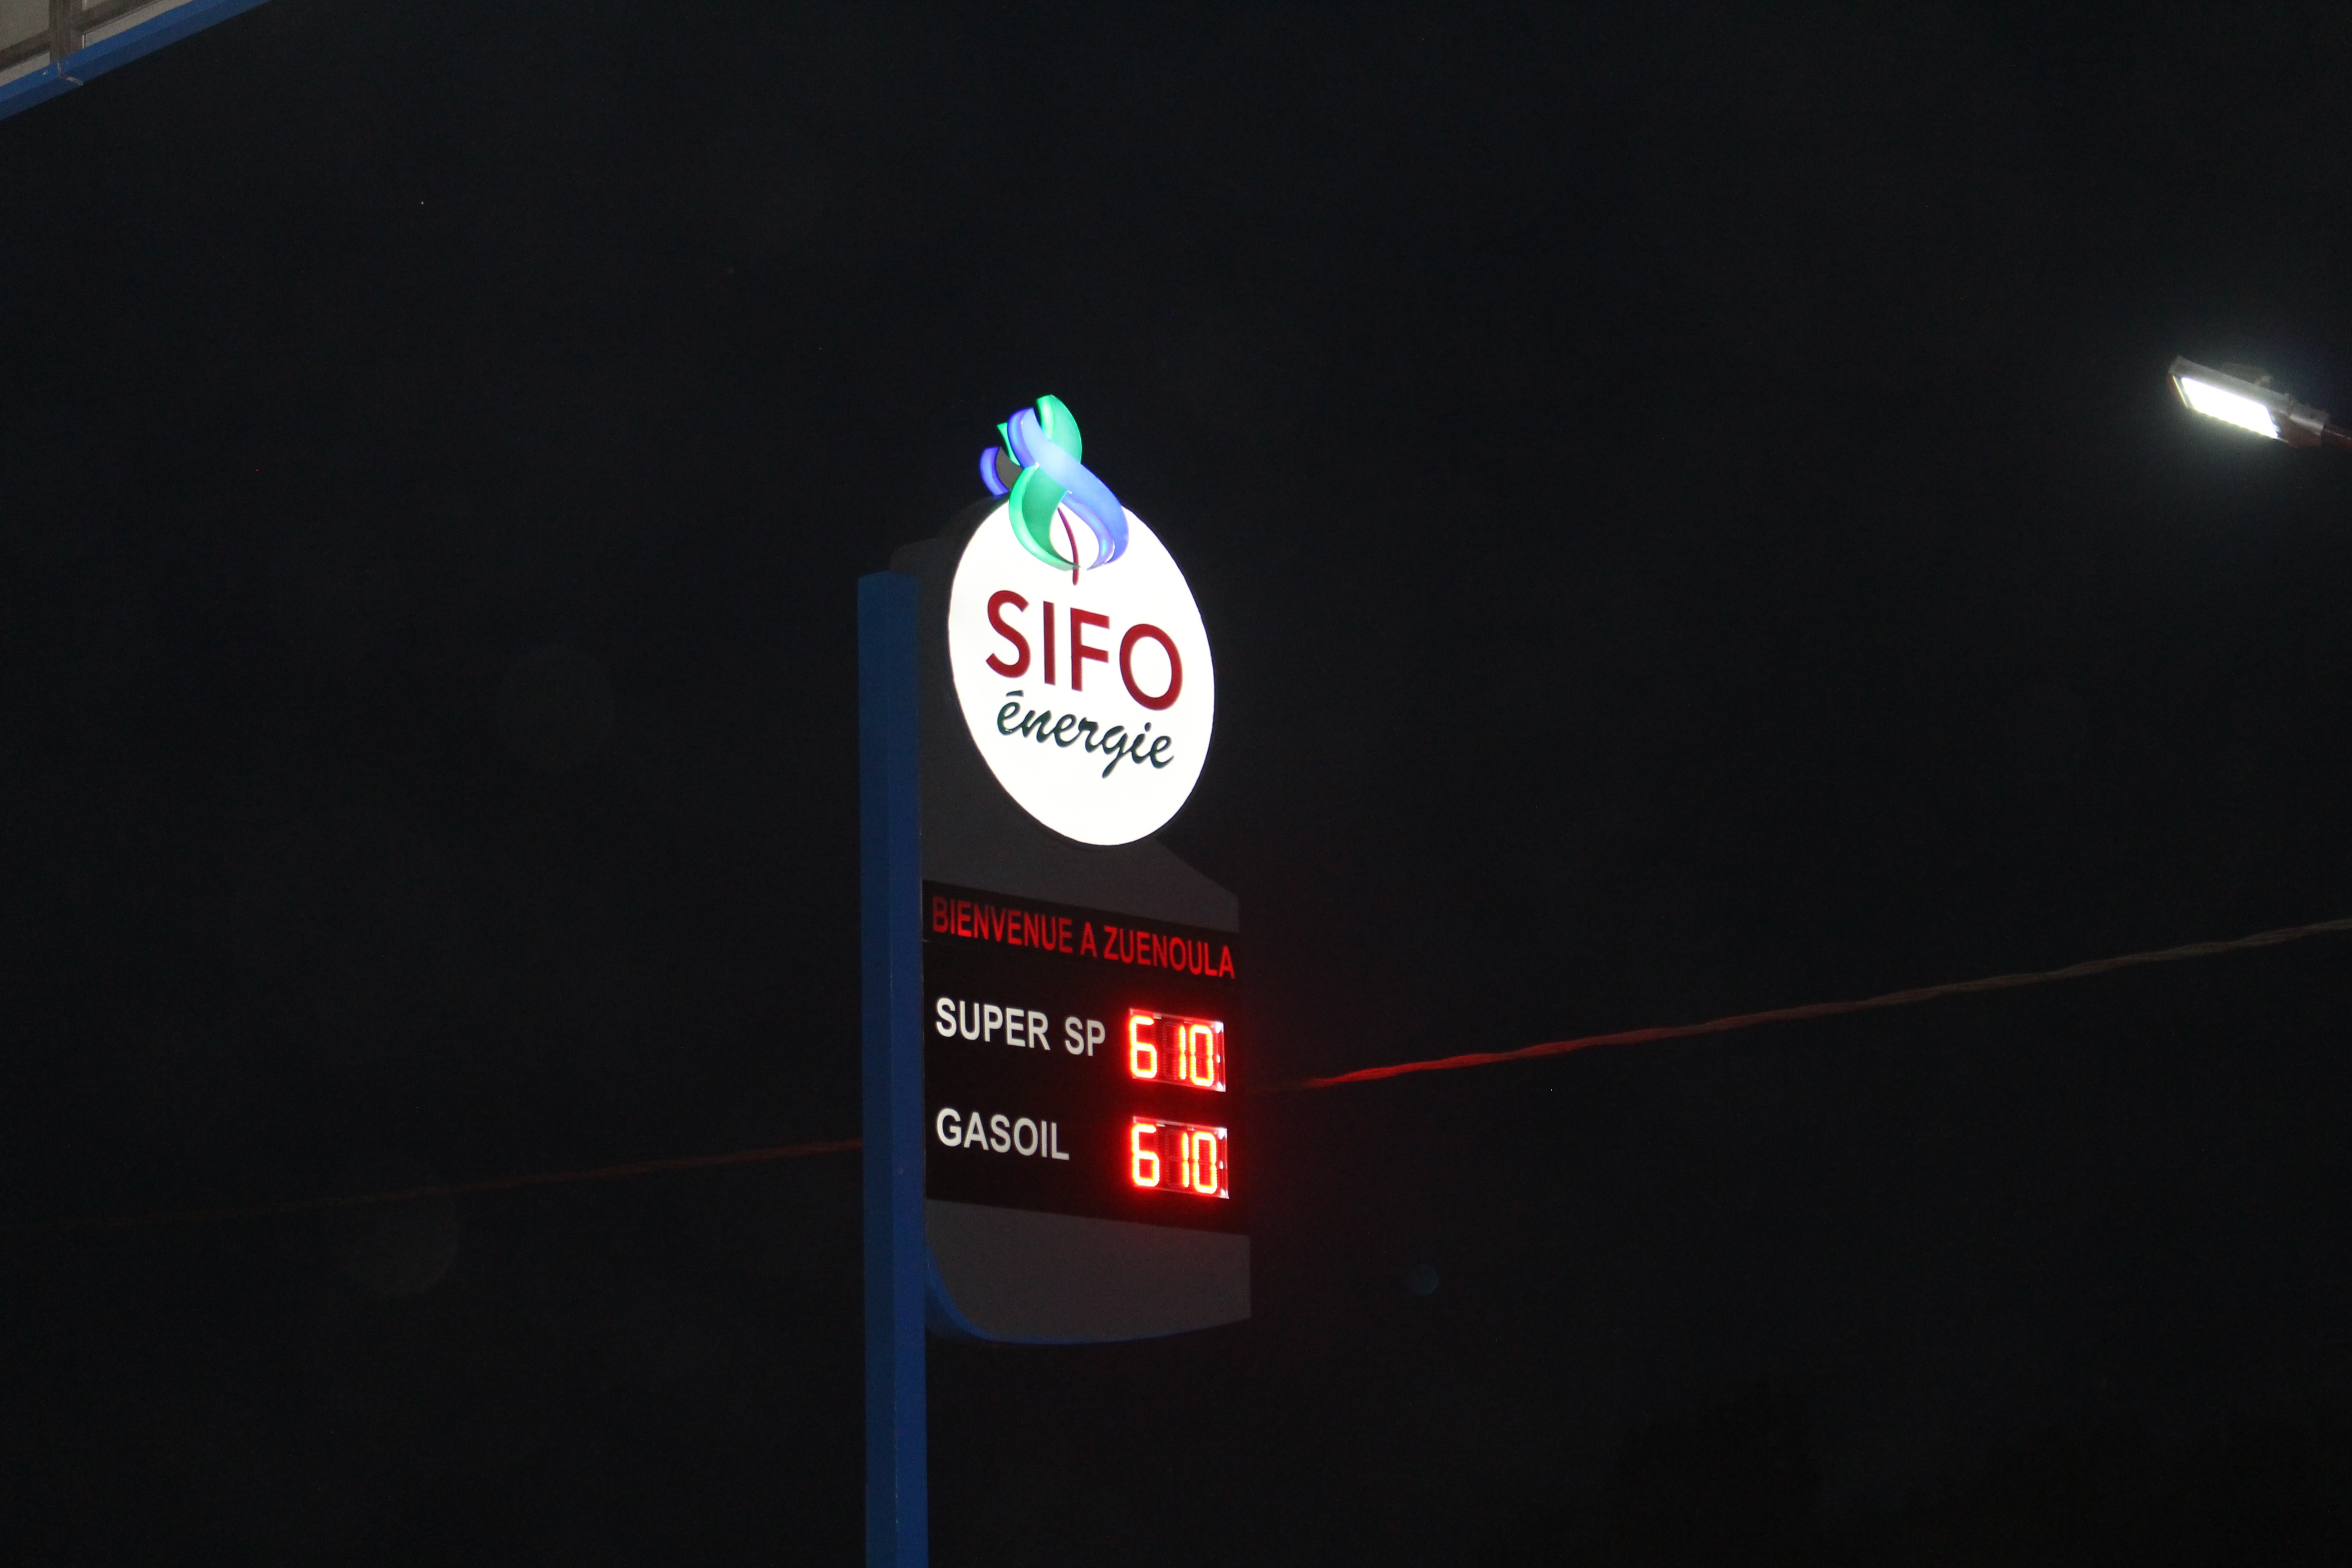 SIFO
énergie
BIENVENUE A ZUENOULA
SUPER SP 610
GASOIL 610